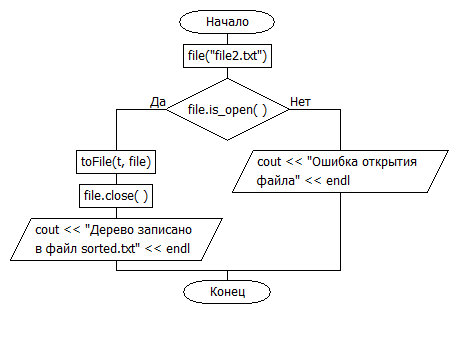 Начало
file("file2.txt")
Да
Нет
file.is_open( )
toFile(t, file)
file.close( )
cout << "Дерево записано
в файл sorted.txt" << endl
cout << "Ошибка открытия
файла" << endl
Конец